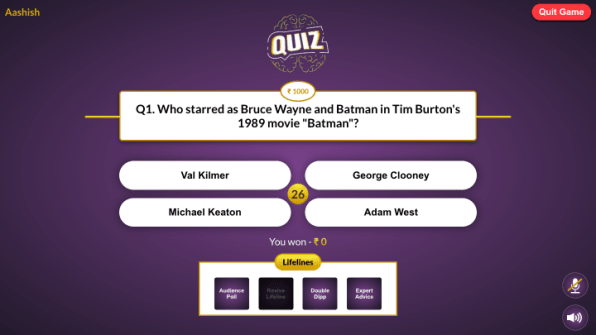 Aashish
Quit Game
QUIZ
₹ 1000
Q1. Who starred as Bruce Wayne and Batman in Tim Burton's
1989 movie "Batman"?
Val Kilmer
George Clooney
26
Michael Keaton
Adam West
You won - ₹ 0
Lifelines
Audience
Poll
Revive
Lifeline
Double
Dipp
Expert
Advice